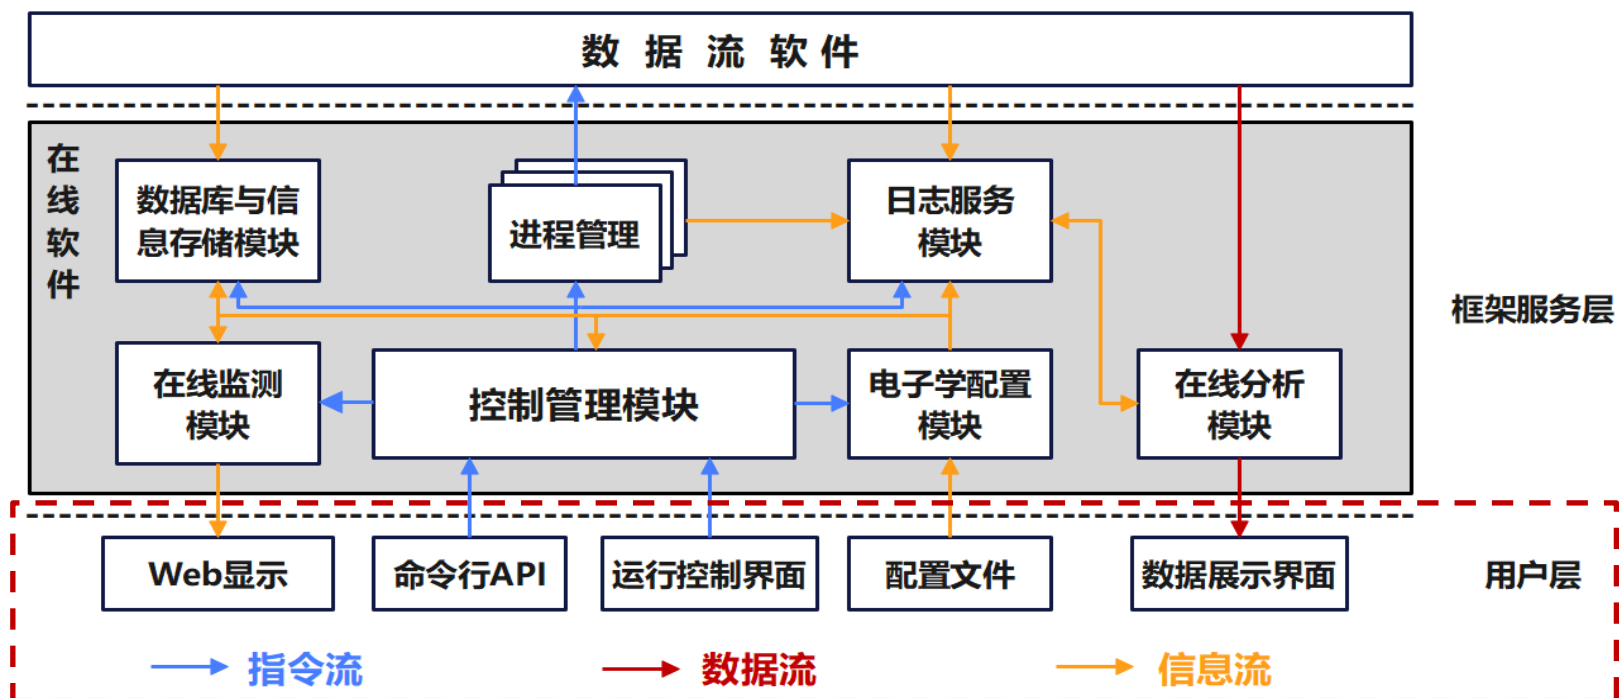 数据流软件
在线软件
数据库与信
息存储模块
进程管理
日志服务
模块
框架服务层
在线监测
模块
控制管理模块
电子学配置
模块
在线分析
模块
Web显示
命令行API
运行控制界面
配置文件
数据展示界面
用户层
指令流
数据流
信息流